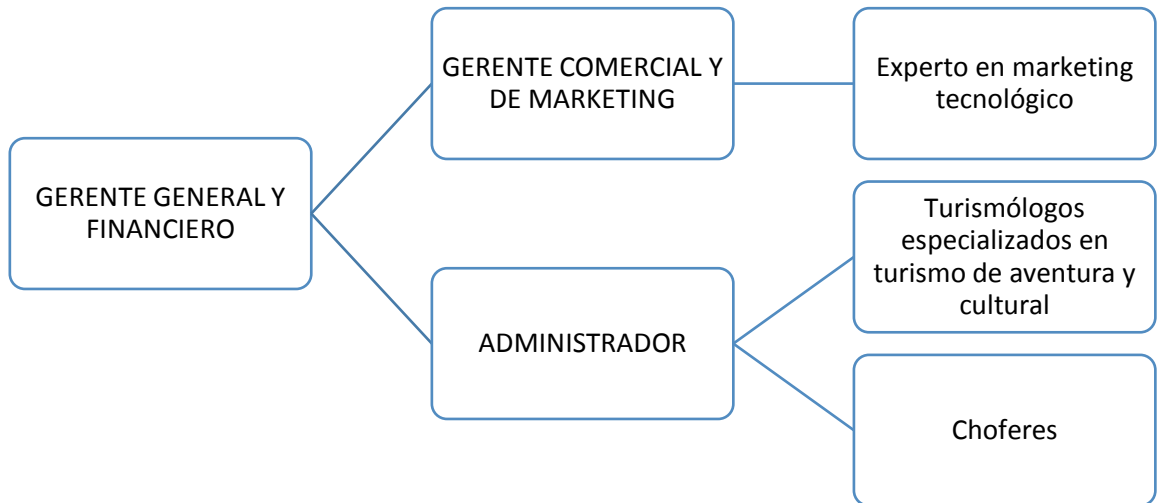 GERENTE GENERAL Y
FINANCIERO
GERENTE COMERCIAL Y
DE MARKETING
Experto en marketing
tecnológico
ADMINISTRADOR
Turismólogos
especializados en
turismo de aventura y
cultural
Choferes